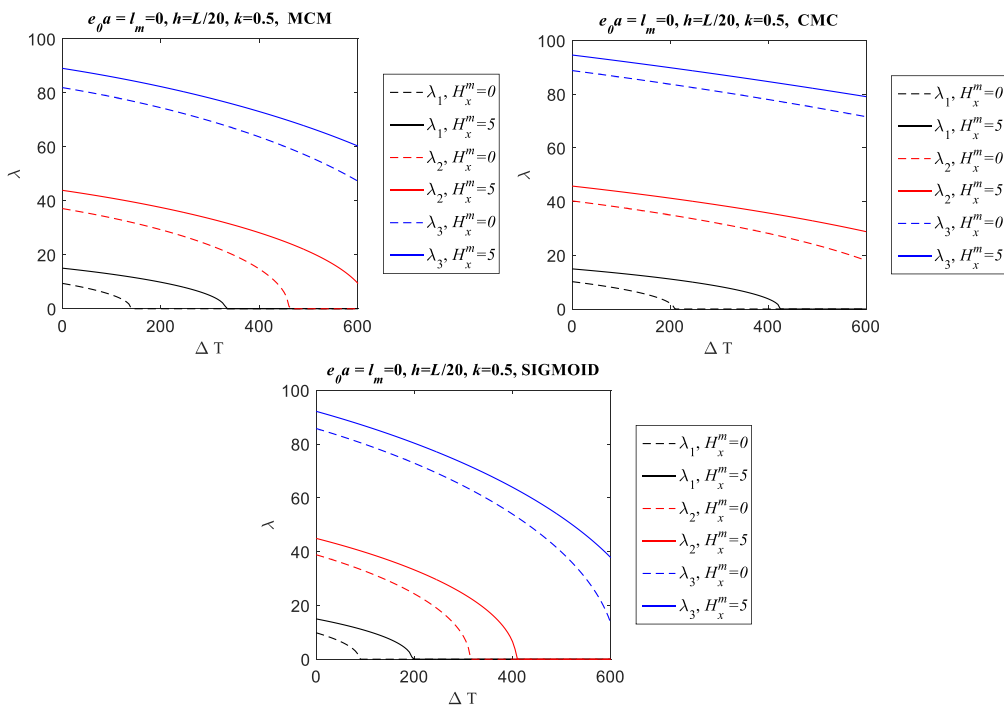 e₀a = lₘ=0, h=L/20, k=0.5, MCM
100
80
60
40
20
0
λ
0
200
400
600
Δ T
λ₁, Hₓᵐ=0
λ₁, Hₓᵐ=5
λ₂, Hₓᵐ=0
λ₂, Hₓᵐ=5
λ₃, Hₓᵐ=0
λ₃, Hₓᵐ=5
e₀a = lₘ=0, h=L/20, k=0.5, CMC
100
80
60
40
20
0
λ
0
200
400
600
Δ T
λ₁, Hₓᵐ=0
λ₁, Hₓᵐ=5
λ₂, Hₓᵐ=0
λ₂, Hₓᵐ=5
λ₃, Hₓᵐ=0
λ₃, Hₓᵐ=5
e₀a = lₘ=0, h=L/20, k=0.5, SIGMOID
100
80
60
40
20
0
λ
0
200
400
600
Δ T
λ₁, Hₓᵐ=0
λ₁, Hₓᵐ=5
λ₂, Hₓᵐ=0
λ₂, Hₓᵐ=5
λ₃, Hₓᵐ=0
λ₃, Hₓᵐ=5